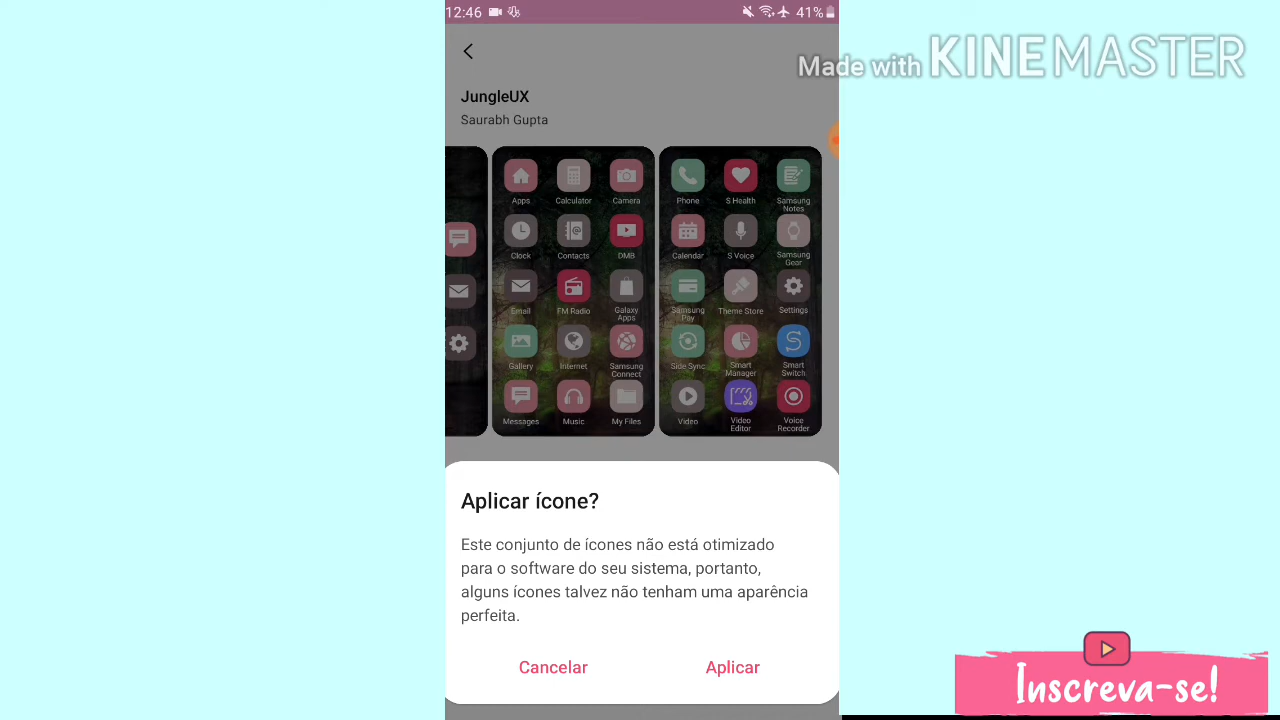 12:46
41%
Made with KINEMASTER
JungleUX
Saurabh Gupta
Apps Calculator Camera
Phone S Health Samsung Notes
Clock Contacts DMB
Calendar S Voice Samsung Gear
Email FM Radio Galaxy Apps
Samsung Pay Theme Store Settings
Gallery Internet Samsung Connect
Side Sync Smart Manager Smart Switch
Messages Music My Files
Video Video Editor Voice Recorder
Aplicar ícone?
Este conjunto de ícones não está otimizado
para o software do seu sistema, portanto,
alguns ícones talvez não tenham uma aparência
perfeita.
Cancelar Aplicar
Inscreva-se!